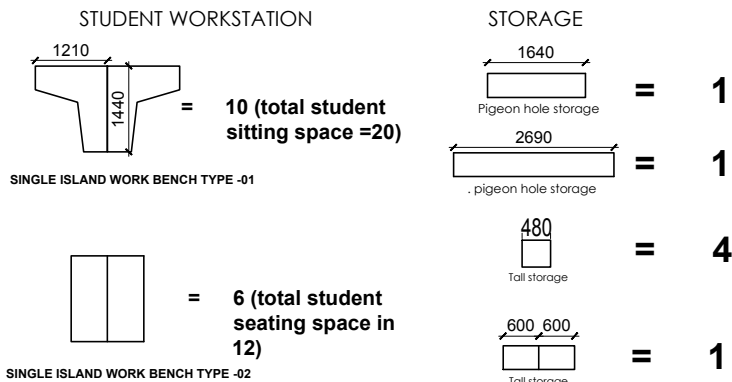 STUDENT WORKSTATION
1210
1440
= 10 (total student
sitting space =20)
SINGLE ISLAND WORK BENCH TYPE -01
= 6 (total student
seating space in
12)
SINGLE ISLAND WORK BENCH TYPE -02
STORAGE
1640
Pigeon hole storage
= 1
2690
. pigeon hole storage
= 1
480
Tall storage
= 4
600 600
Tall storage
= 1